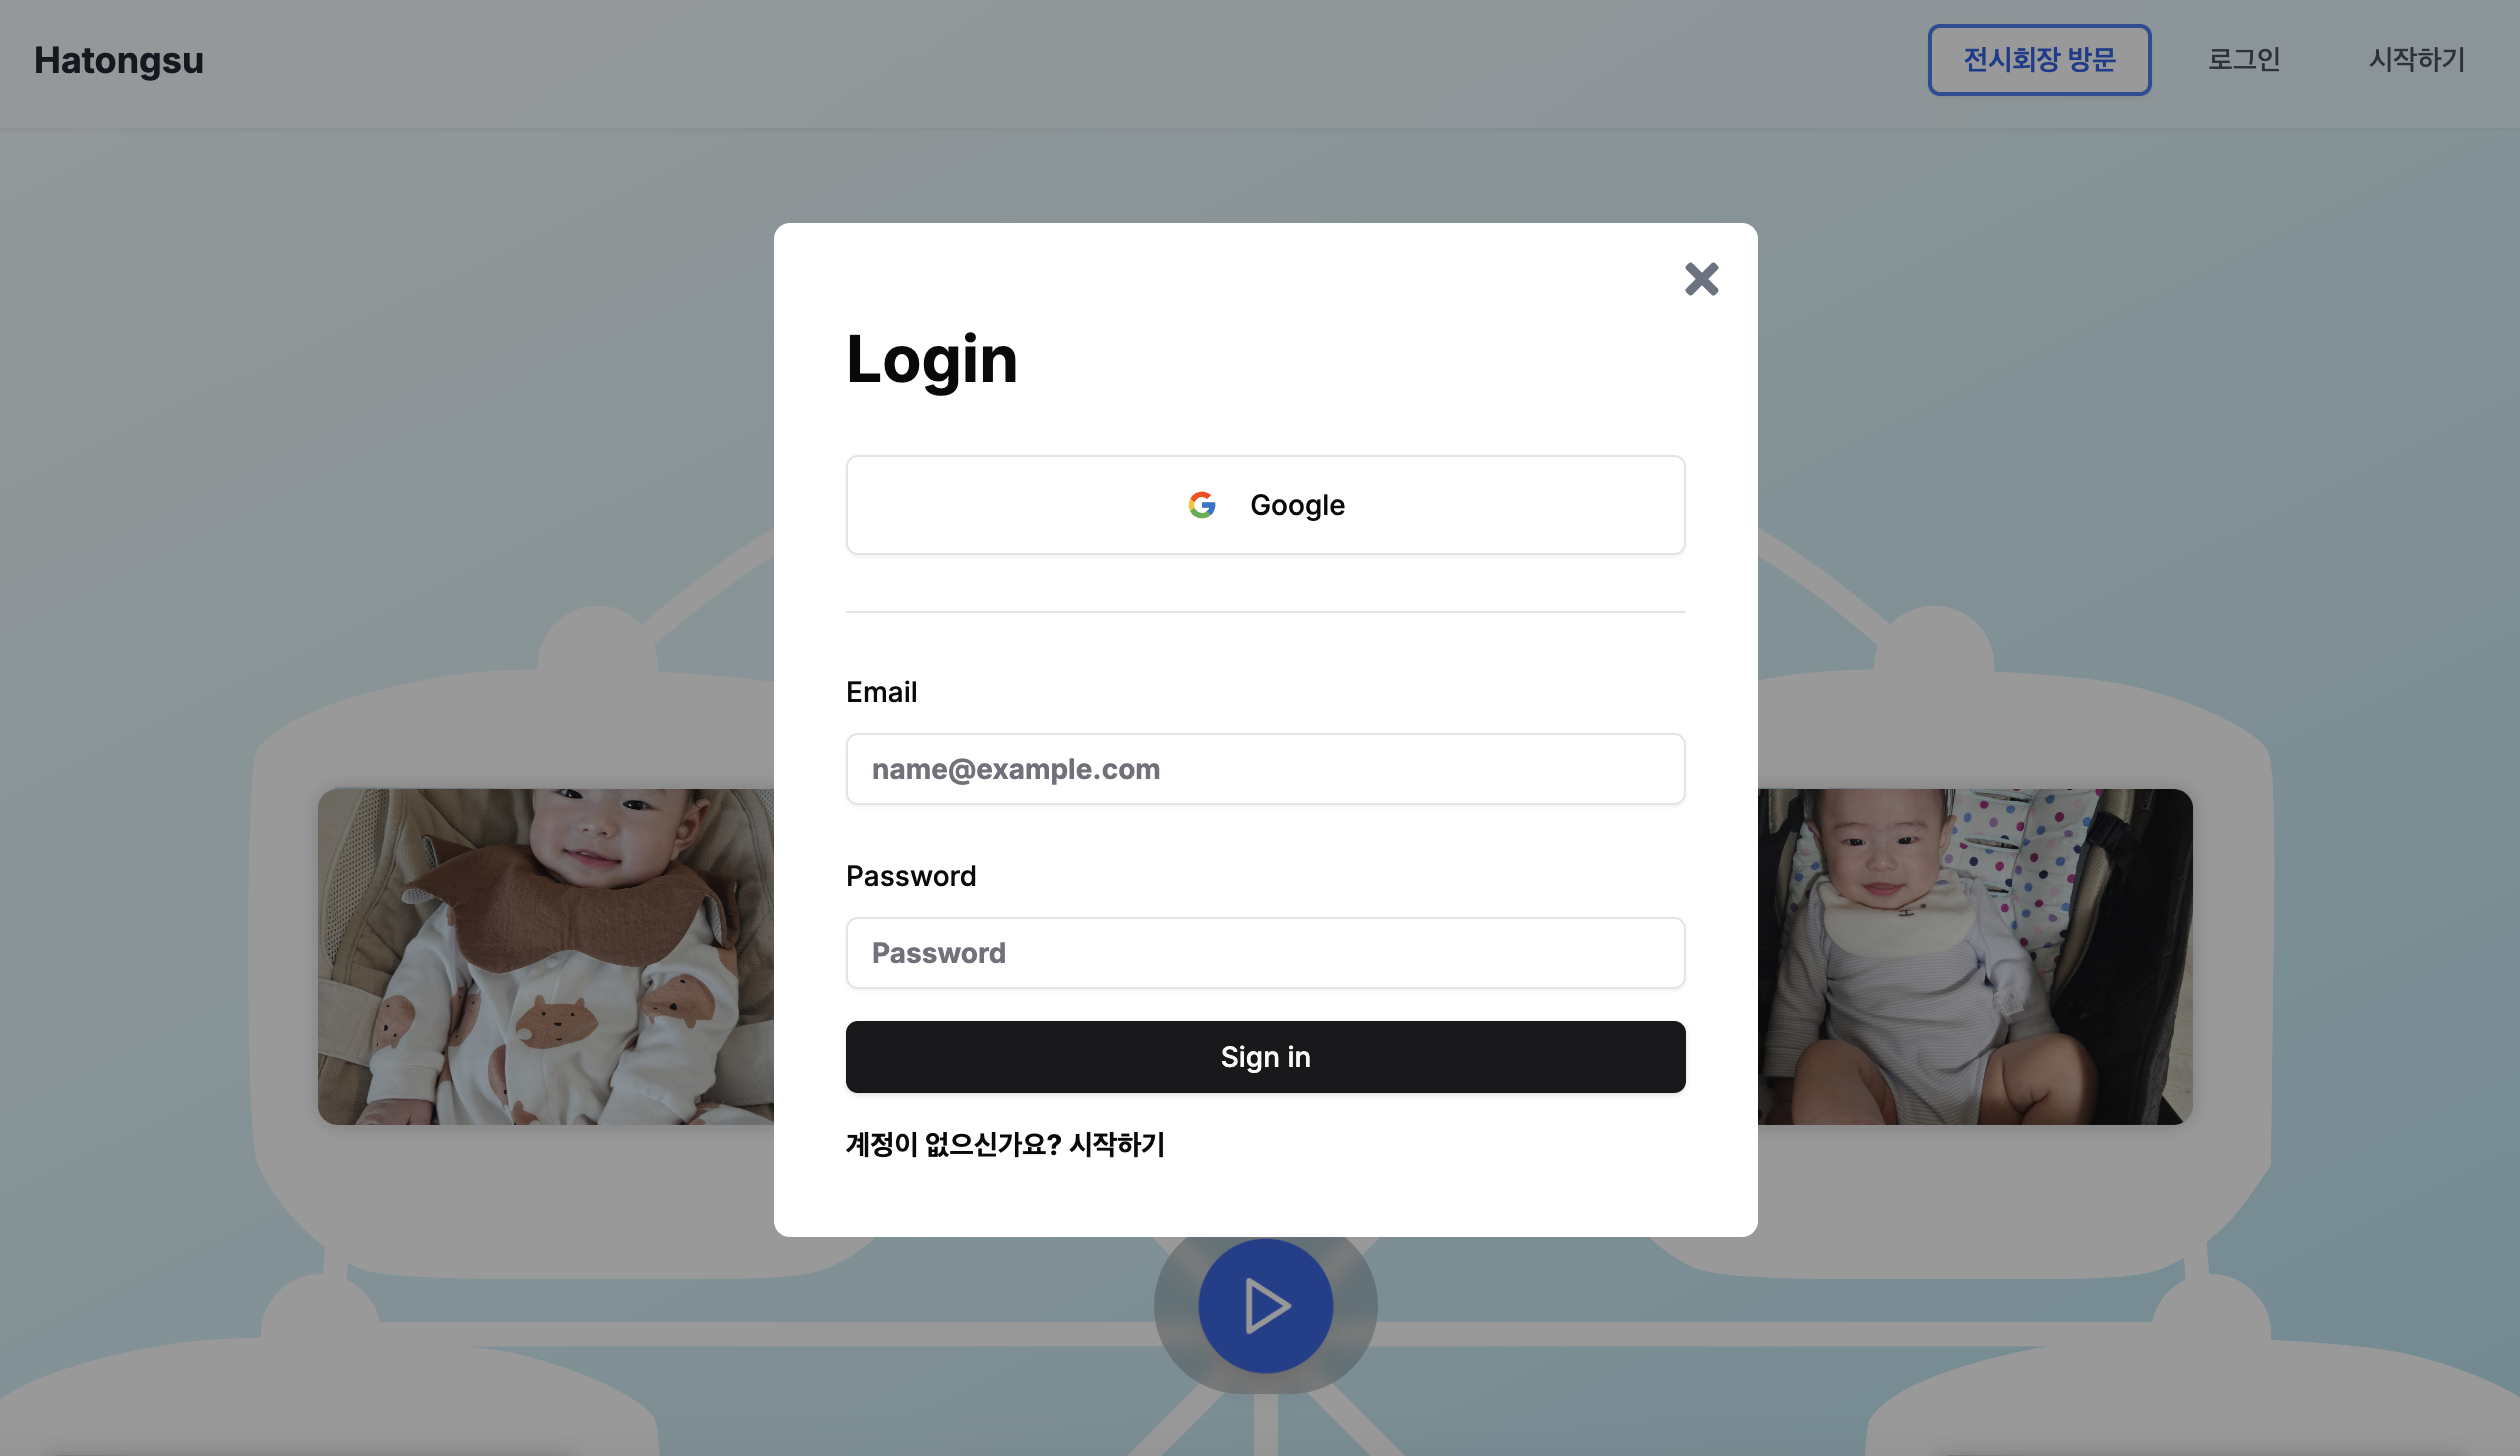 Hatongsu
전시회장 방문
로그인
시작하기
Login
Google
Email
name@example.com
Password
Password
Sign in
계정이 없으신가요? 시작하기